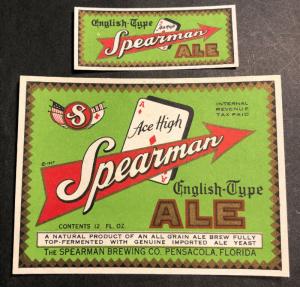 English-Type
Spearman
ALE
S
A
Ace High
INTERNAL
REVENUE
TAX PAID
Spearman
English-Type
ALE
CONTENTS 12 FL. OZ.
A NATURAL PRODUCT OF AN ALL GRAIN ALE BREW FULLY
TOP-FERMENTED WITH GENUINE IMPORTED ALE YEAST
THE SPEARMAN BREWING CO. PENSACOLA, FLORIDA